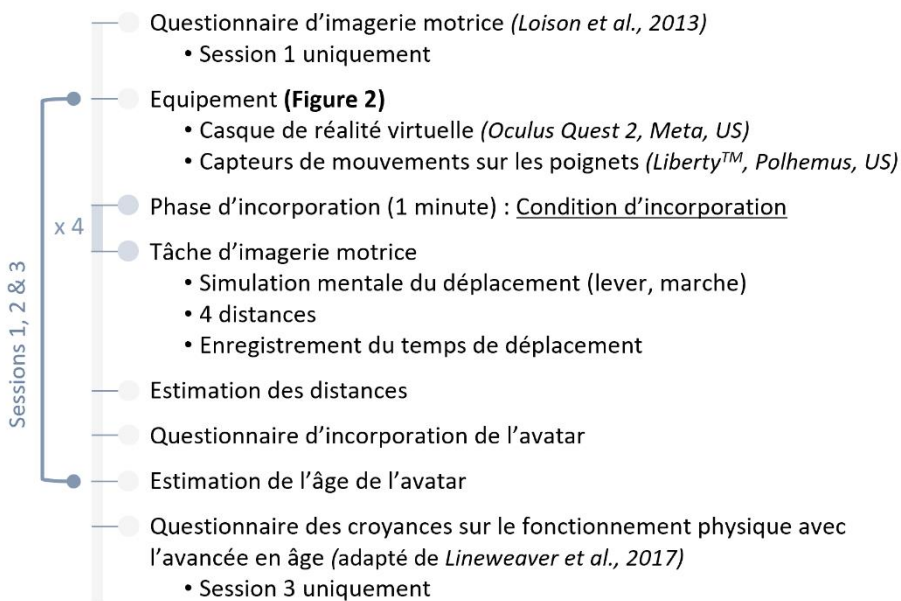 Questionnaire d’imagerie motrice (Loison et al., 2013)
• Session 1 uniquement
Equipement (Figure 2)
• Casque de réalité virtuelle (Oculus Quest 2, Meta, US)
• Capteurs de mouvements sur les poignets (Liberty™, Polhemus, US)
Phase d’incorporation (1 minute) : Condition d’incorporation
x 4
Tâche d’imagerie motrice
• Simulation mentale du déplacement (lever, marche)
• 4 distances
• Enregistrement du temps de déplacement
Sessions 1, 2 & 3
Estimation des distances
Questionnaire d’incorporation de l’avatar
Estimation de l’âge de l’avatar
Questionnaire des croyances sur le fonctionnement physique avec
l’avancée en âge (adapté de Lineweaver et al., 2017)
• Session 3 uniquement